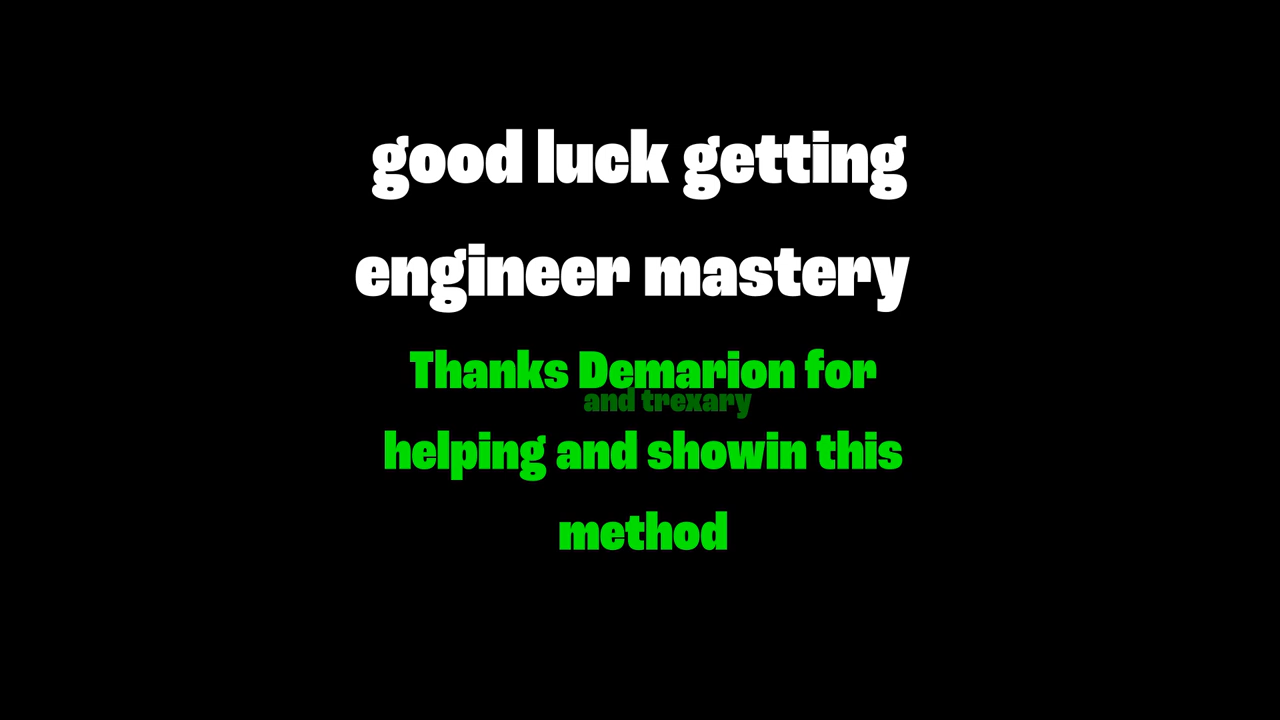 good luck getting
engineer mastery
Thanks Demarion for
and trexary
helping and showin this
method